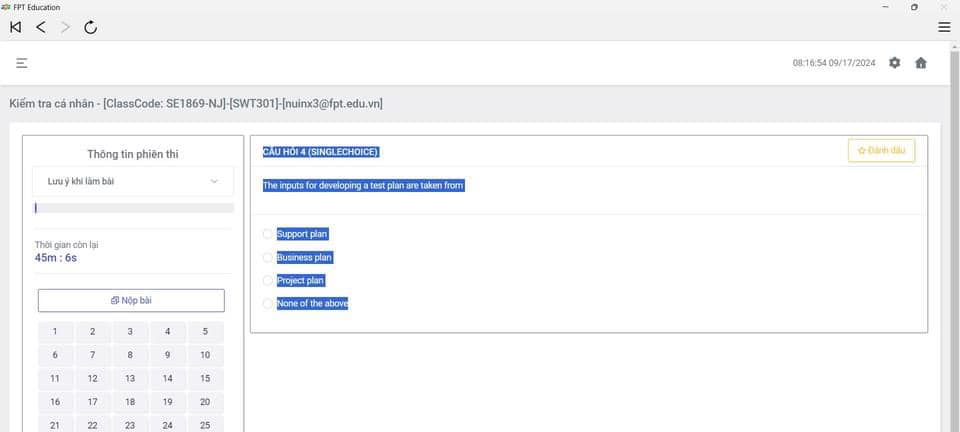 FPT Education
08:16:54 09/17/2024
Kiểm tra cá nhân - [ClassCode: SE1869-NJ]-[SWT301]-[nuinx3@fpt.edu.vn]
Thông tin phiên thi
Lưu ý khi làm bài
Thời gian còn lại
45m : 6s
Nộp bài
1 2 3 4 5
6 7 8 9 10
11 12 13 14 15
16 17 18 19 20
21 22 23 24 25
CÂU HỎI 4 (SINGLECHOICE)
Đánh dấu
The inputs for developing a test plan are taken from
Support plan
Business plan
Project plan
None of the above